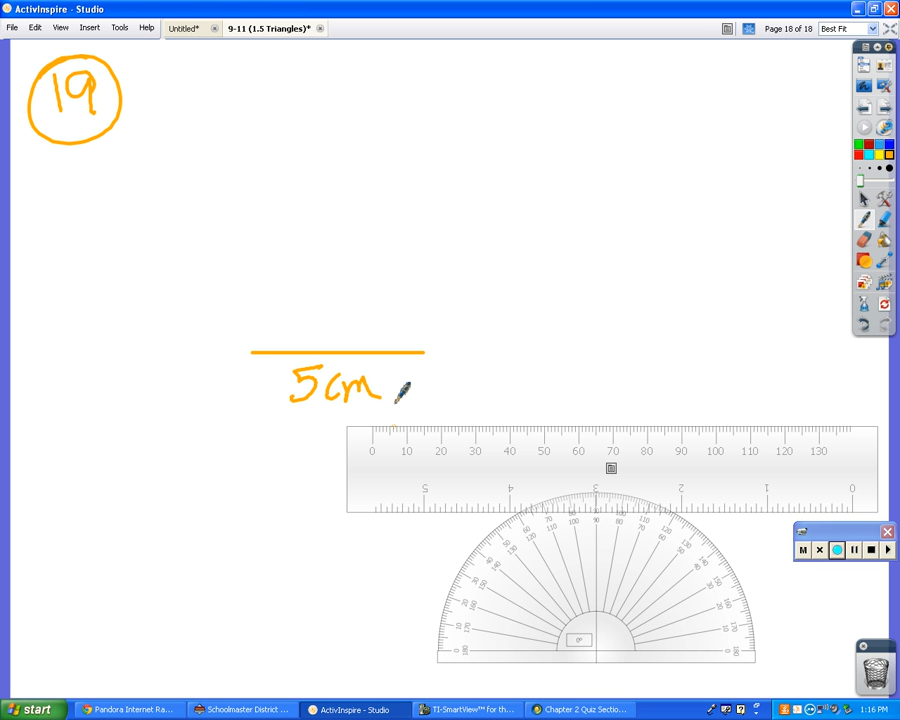 ActivInspire - Studio
File Edit View Insert Tools Help
Untitled*
9-11 (1.5 Triangles)*
Page 18 of 18
Best Fit
19
5cm
0 10 20 30 40 50 60 70 80 90 100 110 120 130
5 4 3 2 1 0
M
start
Pandora Internet Ra...
Schoolmaster District ...
ActivInspire - Studio
TI-SmartView™ for th...
Chapter 2 Quiz Sectio...
1:16 PM